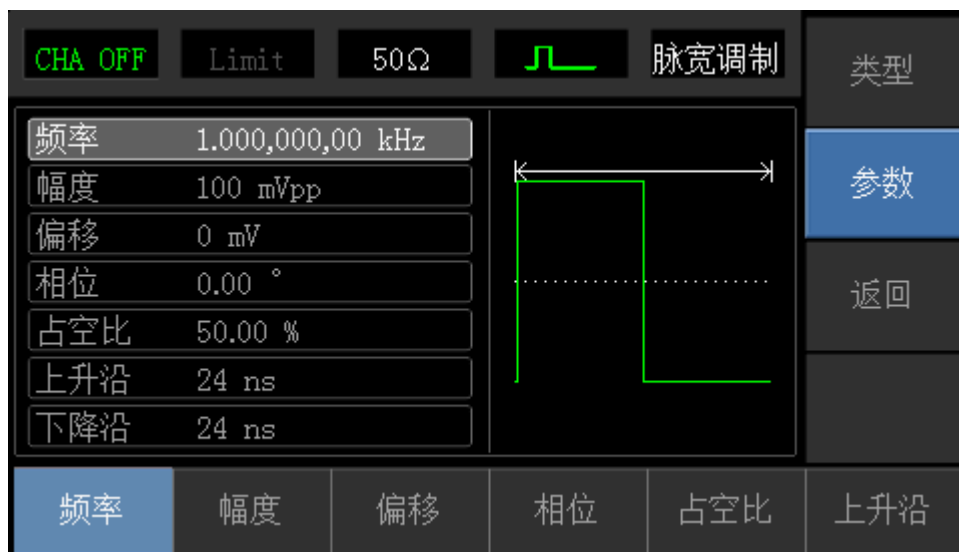 CHA OFF Limit 50Ω 脉宽调制 类型
频率 1.000,000,00 kHz
幅度 100 mVpp
偏移 0 mV
相位 0.00 °
占空比 50.00 %
上升沿 24 ns
下降沿 24 ns
参数
返回
频率 幅度 偏移 相位 占空比 上升沿